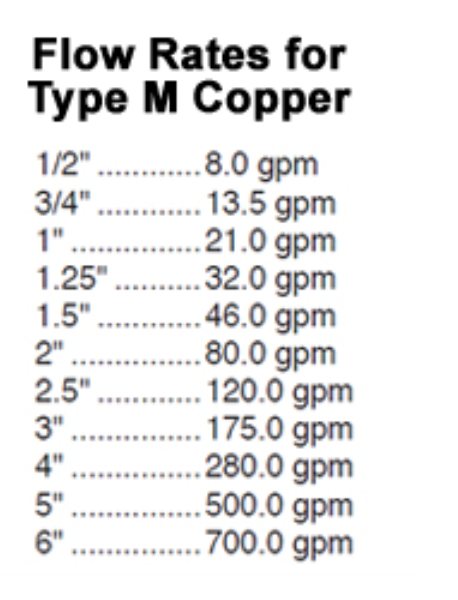 Flow Rates for
Type M Copper
1/2" ............ 8.0 gpm
3/4" ............ 13.5 gpm
1" ............... 21.0 gpm
1.25" .......... 32.0 gpm
1.5" ............ 46.0 gpm
2" ............... 80.0 gpm
2.5" ............ 120.0 gpm
3" ............... 175.0 gpm
4" ............... 280.0 gpm
5" ............... 500.0 gpm
6" ............... 700.0 gpm